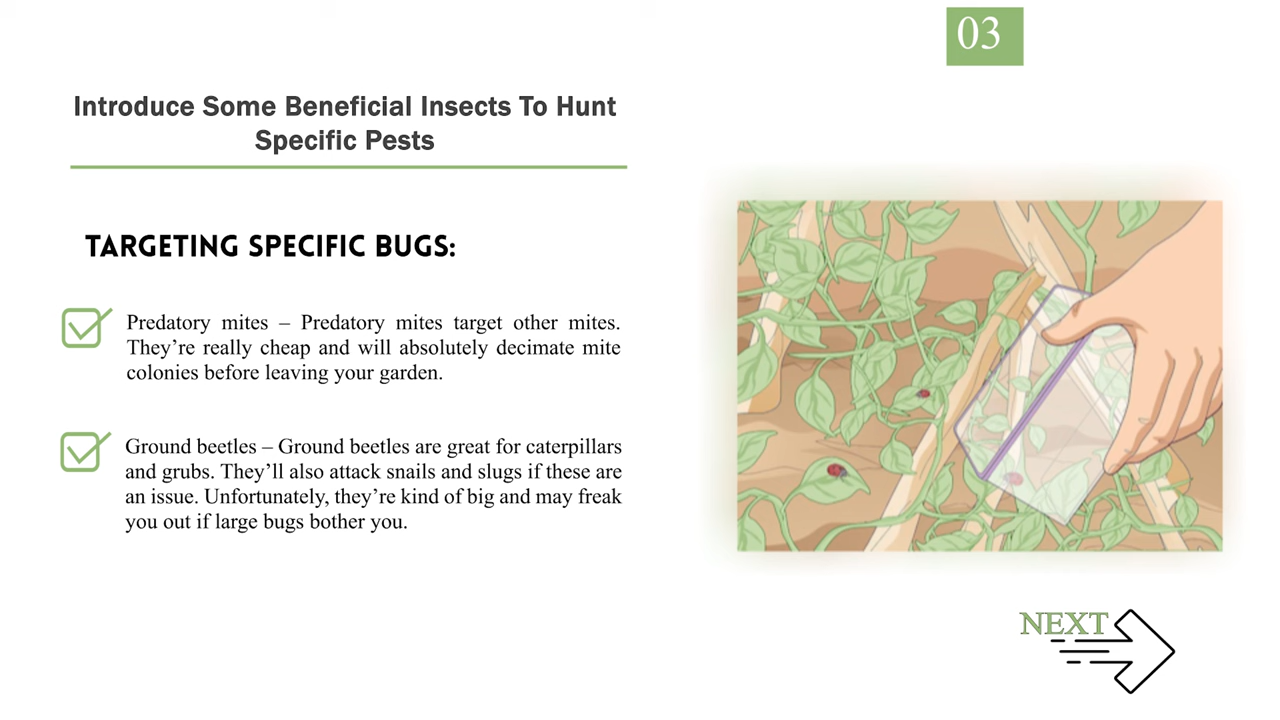 03
Introduce Some Beneficial Insects To Hunt
Specific Pests
TARGETING SPECIFIC BUGS:
Predatory mites – Predatory mites target other mites.
They’re really cheap and will absolutely decimate mite
colonies before leaving your garden.
Ground beetles – Ground beetles are great for caterpillars
and grubs. They’ll also attack snails and slugs if these are
an issue. Unfortunately, they’re kind of big and may freak
you out if large bugs bother you.
NEXT